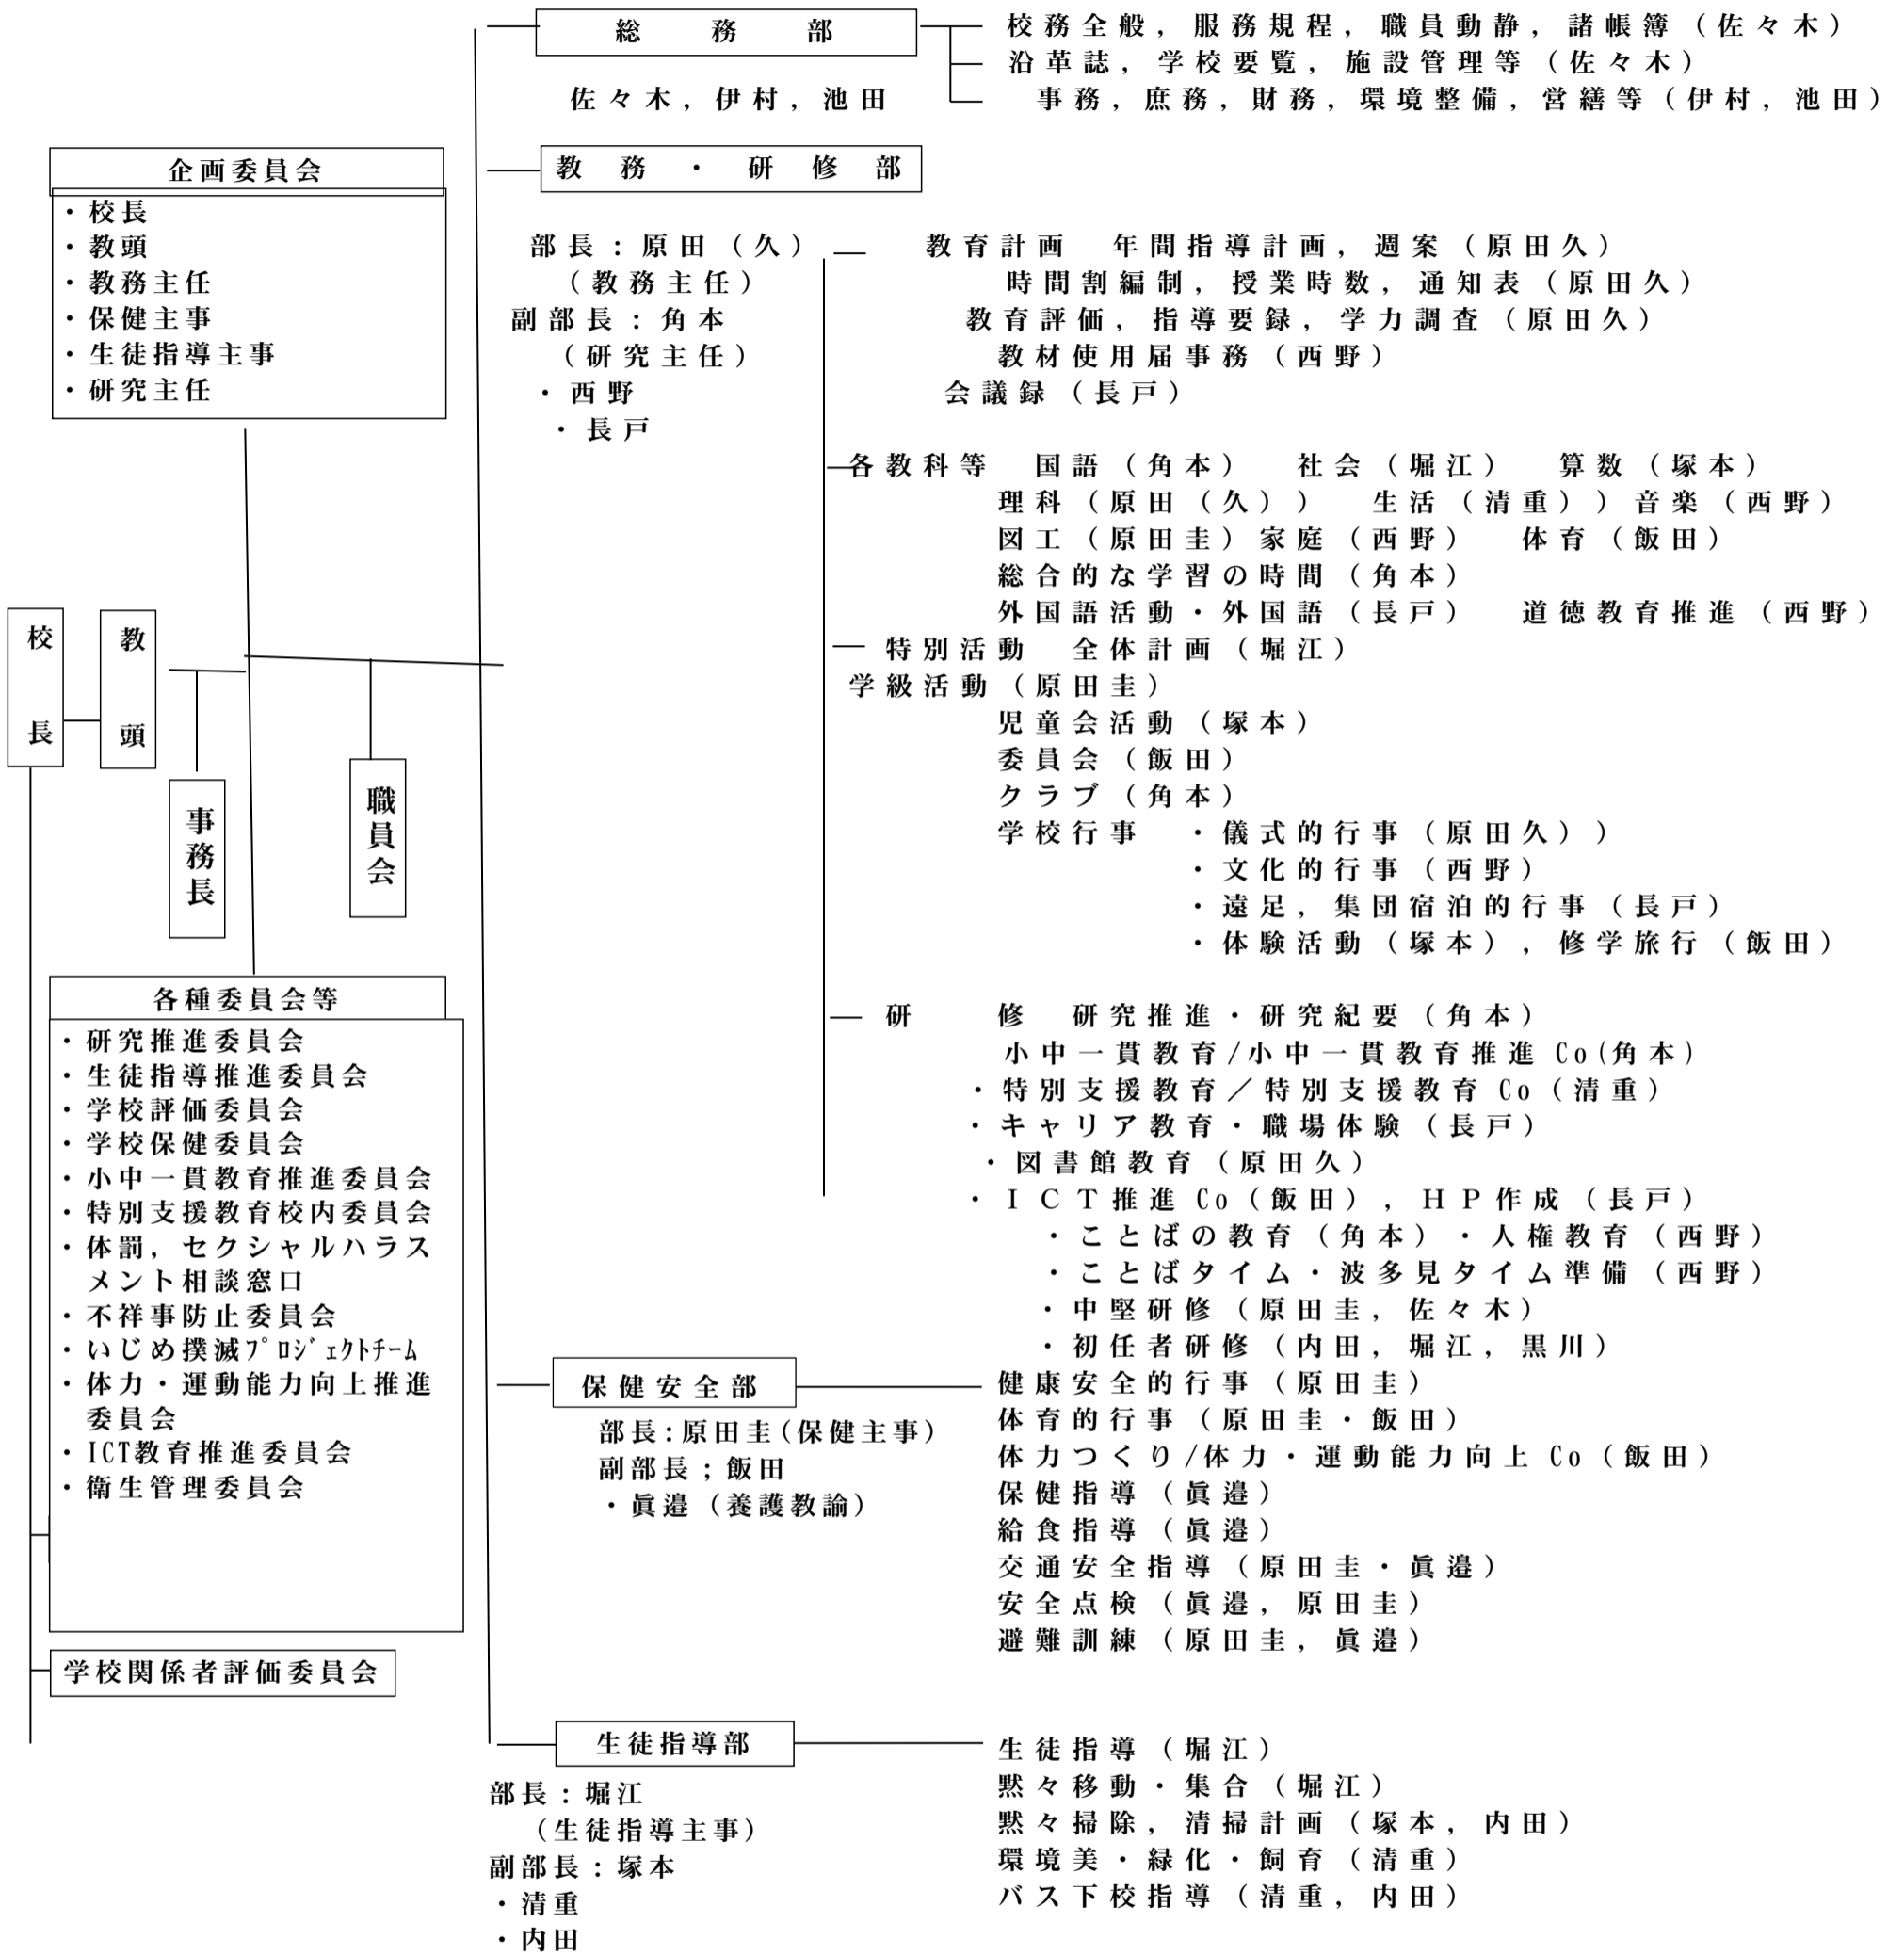 企画委員会
・校長
・教頭
・教務主任
・保健主事
・生徒指導主事
・研究主任
校長
教頭
事務長
職員会
各種委員会等
・研究推進委員会
・生徒指導推進委員会
・学校評価委員会
・学校保健委員会
・小中一貫教育推進委員会
・特別支援教育校内委員会
・体罰，セクシャルハラス
メント相談窓口
・不祥事防止委員会
・いじめ撲滅ﾌﾟﾛｼﾞｪｸﾄﾁｰﾑ
・体力・運動能力向上推進
委員会
・ICT教育推進委員会
・衛生管理委員会
学校関係者評価委員会
総務部
佐々木，伊村，池田
校務全般，服務規程，職員動静，諸帳簿（佐々木）
沿革誌，学校要覧，施設管理等（佐々木）
事務，庶務，財務，環境整備，営繕等（伊村，池田）
教務・研修部
部長：原田（久）
（教務主任）
副部長：角本
（研究主任）
・西野
・長戸
教育計画　年間指導計画，週案（原田久）
時間割編制，授業時数，通知表（原田久）
教育評価，指導要録，学力調査（原田久）
教材使用届事務（西野）
会議録（長戸）
各教科等　国語（角本）　社会（堀江）　算数（塚本）
理科（原田（久））　生活（清重））音楽（西野）
図工（原田圭）家庭（西野）　体育（飯田）
総合的な学習の時間（角本）
外国語活動・外国語（長戸）　道徳教育推進（西野）
特別活動　全体計画（堀江）
学級活動（原田圭）
児童会活動（塚本）
委員会（飯田）
クラブ（角本）
学校行事　・儀式的行事（原田久））
・文化的行事（西野）
・遠足，集団宿泊的行事（長戸）
・体験活動（塚本），修学旅行（飯田）
研　　修　研究推進・研究紀要（角本）
小中一貫教育/小中一貫教育推進 Co(角本)
・特別支援教育／特別支援教育 Co（清重）
・キャリア教育・職場体験（長戸）
・図書館教育（原田久）
・ＩＣＴ推進 Co（飯田），ＨＰ作成（長戸）
・ことばの教育（角本）・人権教育（西野）
・ことばタイム・波多見タイム準備（西野）
・中堅研修（原田圭，佐々木）
・初任者研修（内田，堀江，黒川）
保健安全部
部長：原田圭（保健主事）
副部長；飯田
・眞邉（養護教諭）
健康安全的行事（原田圭）
体育的行事（原田圭・飯田）
体力つくり/体力・運動能力向上 Co（飯田）
保健指導（眞邉）
給食指導（眞邉）
交通安全指導（原田圭・眞邉）
安全点検（眞邉，原田圭）
避難訓練（原田圭，眞邉）
生徒指導部
部長：堀江
（生徒指導主事）
副部長：塚本
・清重
・内田
生徒指導（堀江）
黙々移動・集合（堀江）
黙々掃除，清掃計画（塚本，内田）
環境美・緑化・飼育（清重）
バス下校指導（清重，内田）